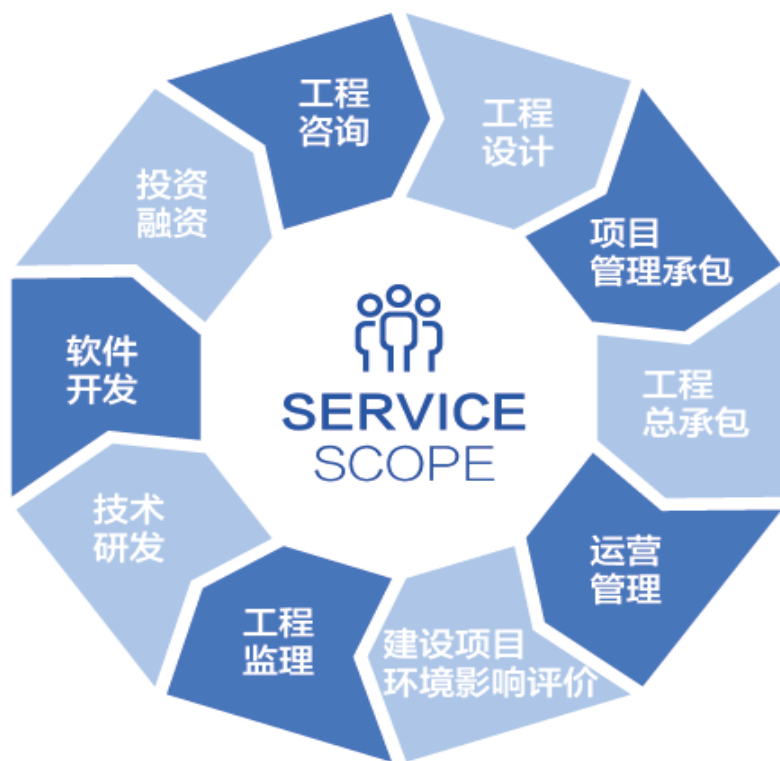 工程
咨询
工程
设计
项目
管理承包
工程
总承包
运营
管理
建设项目
环境影响评价
工程
监理
技术
研发
软件
开发
投资
融资
SERVICE
SCOPE